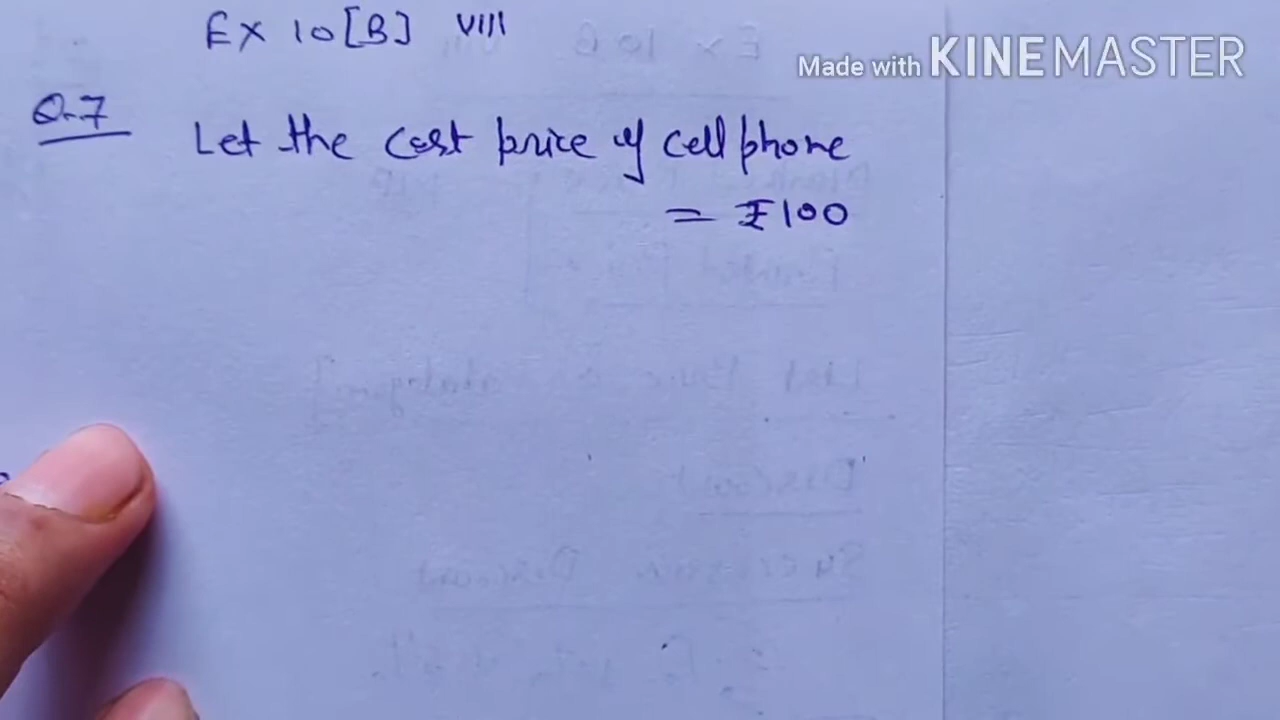 Ex 10[B] VIII
Made with KINEMASTER
Q.7
Let the cost price of cell phone
= ₹100